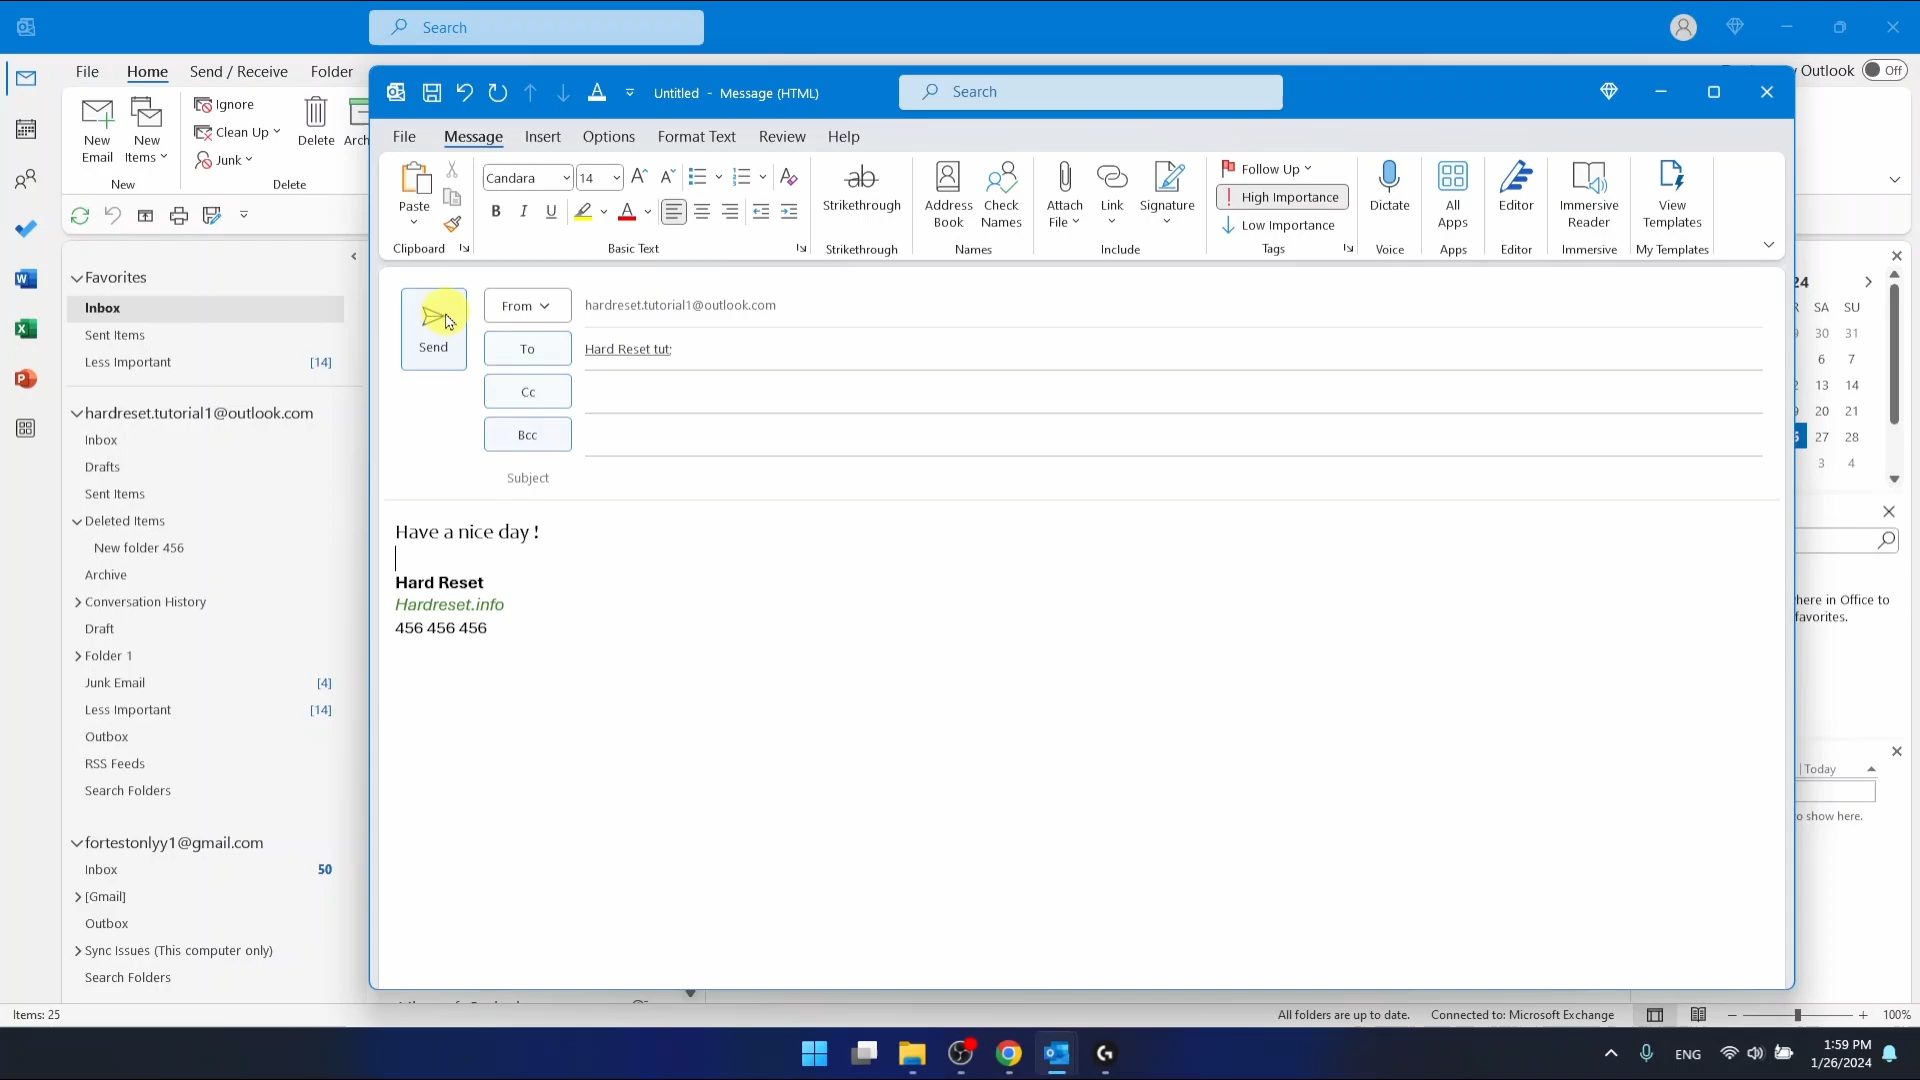 Search
File
Home
Send / Receive
Folder
Outlook
Off
New Email
New Items
Ignore
Clean Up
Junk
Delete
New
Delete
Untitled - Message (HTML)
Search
File
Message
Insert
Options
Format Text
Review
Help
Paste
Clipboard
Candara
14
B
I
U
Basic Text
Strikethrough
Strikethrough
Address Book
Check Names
Names
Attach File
Link
Signature
Include
Follow Up
High Importance
Low Importance
Tags
Dictate
Voice
All Apps
Apps
Editor
Editor
Immersive Reader
Immersive
View Templates
My Templates
Favorites
Inbox
Sent Items
Less Important [14]
hardreset.tutorial1@outlook.com
Inbox
Drafts
Sent Items
Deleted Items
New folder 456
Archive
Conversation History
Draft
Folder 1
Junk Email [4]
Less Important [14]
Outbox
RSS Feeds
Search Folders
fortestonlyy1@gmail.com
Inbox 50
[Gmail]
Outbox
Sync Issues (This computer only)
Search Folders
Send
From
hardreset.tutorial1@outlook.com
To
Hard Reset tut;
Cc
Bcc
Subject
Have a nice day !
Hard Reset
Hardreset.info
456 456 456
24
SA SU
30 31
6 7
13 14
20 21
27 28
3 4
here in Office to
favorites.
Today
to show here.
Items: 25
All folders are up to date.
Connected to: Microsoft Exchange
100%
ENG
1:59 PM
1/26/2024